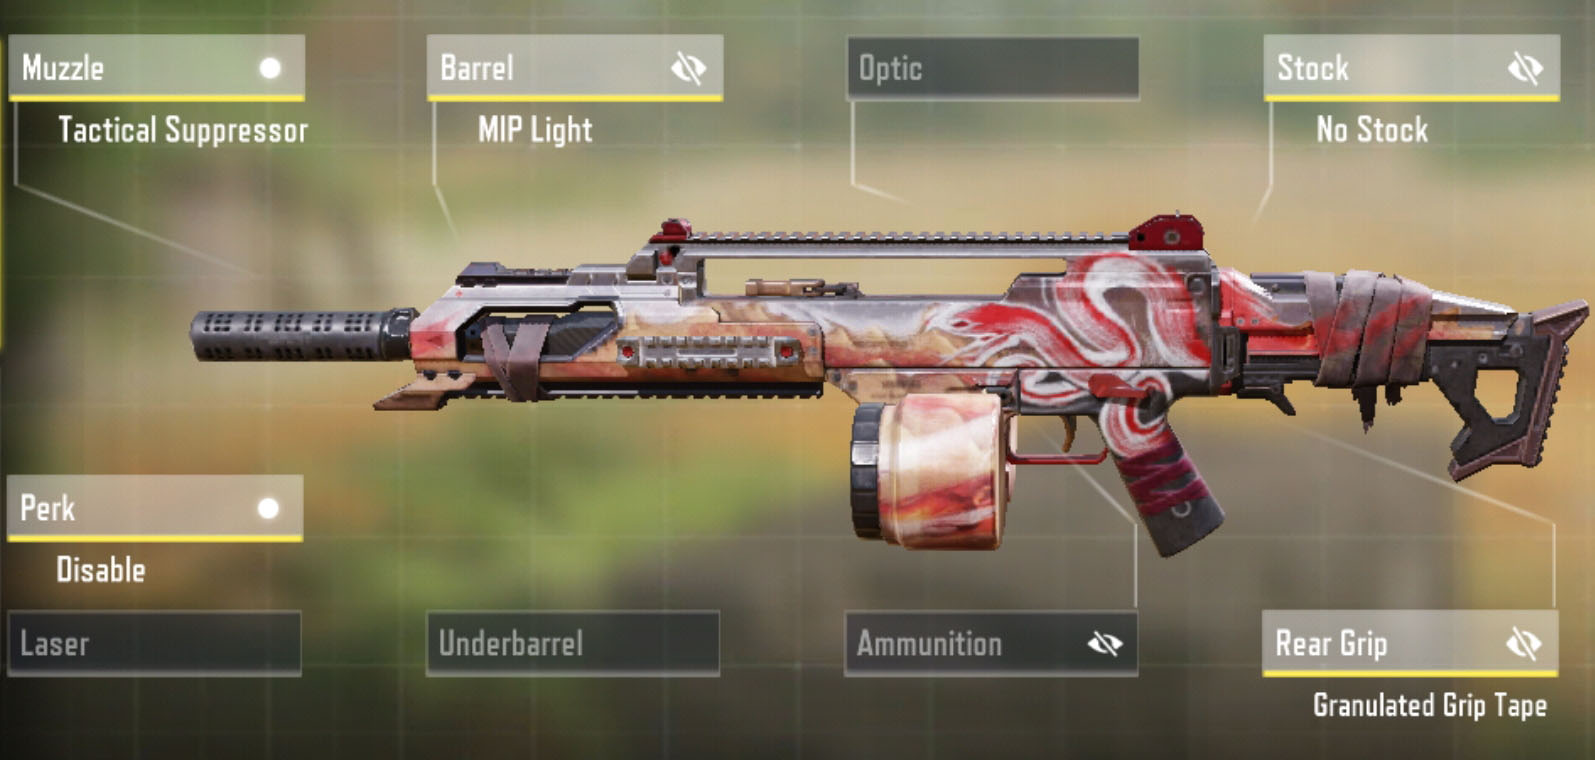 Muzzle
Tactical Suppressor
Barrel
MIP Light
Optic
Stock
No Stock
Perk
Disable
Laser
Underbarrel
Ammunition
Rear Grip
Granulated Grip Tape